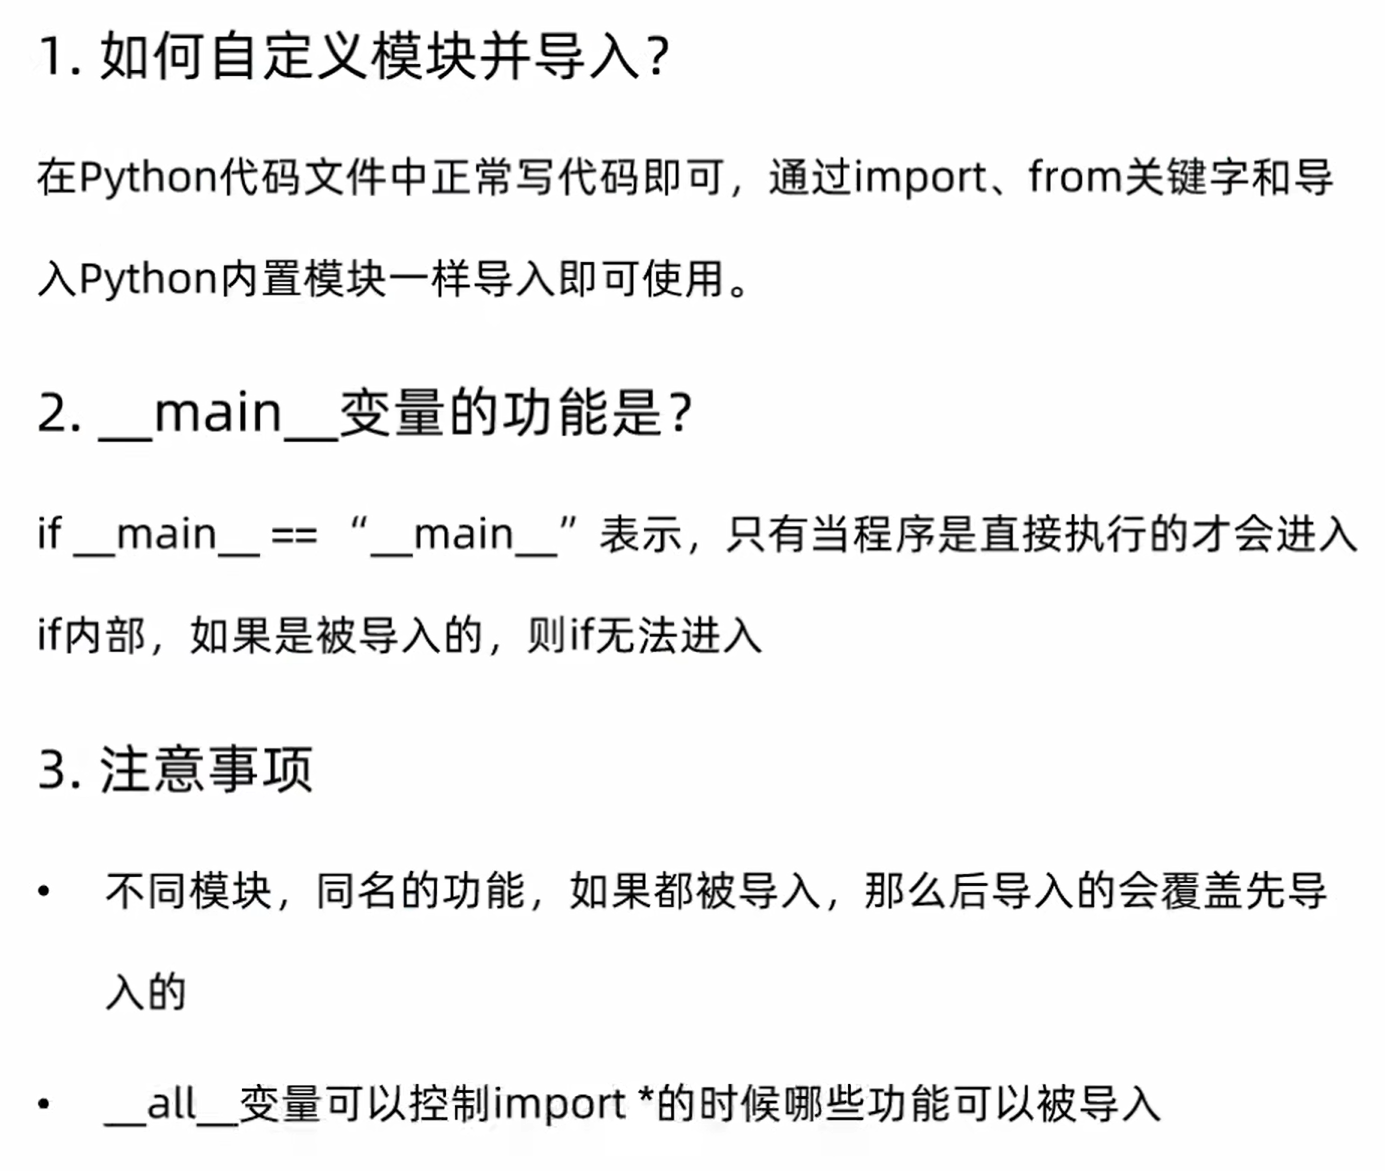 1. 如何自定义模块并导入？
在Python代码文件中正常写代码即可，通过import、from关键字和导
入Python内置模块一样导入即可使用。
2. __main__变量的功能是？
if __main__ == “__main__”表示，只有当程序是直接执行的才会进入
if内部，如果是被导入的，则if无法进入
3. 注意事项
• 不同模块，同名的功能，如果都被导入，那么后导入的会覆盖先导
入的
• __all__变量可以控制import *的时候哪些功能可以被导入